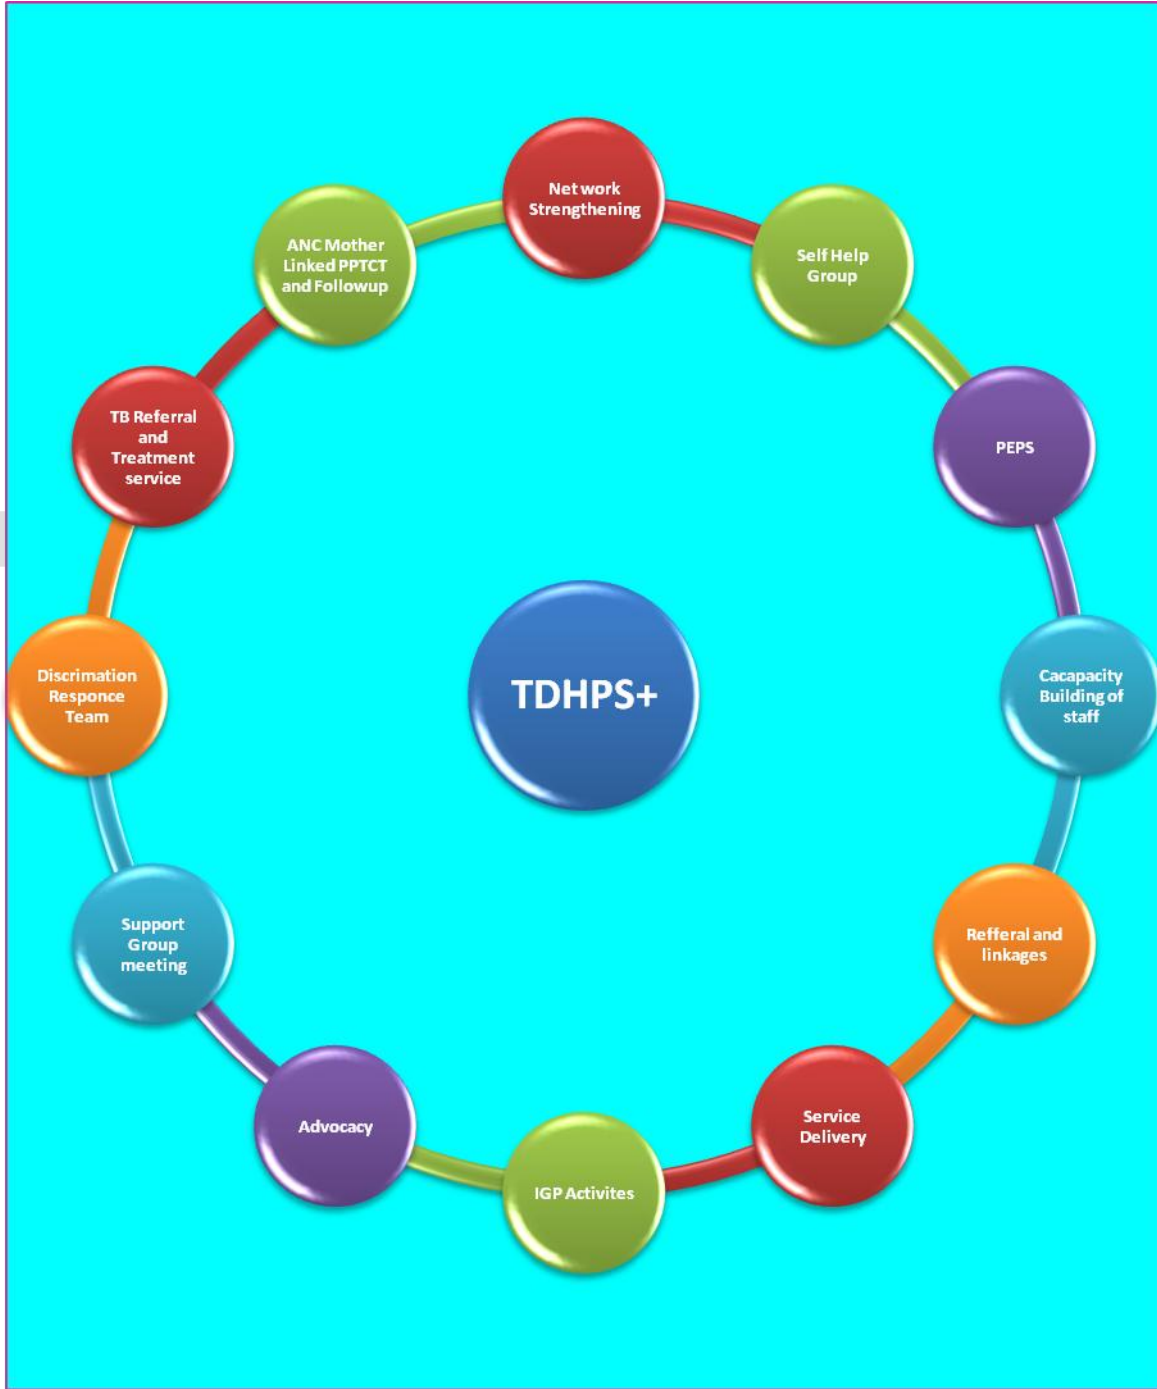 Net work
Strengthening
Self Help
Group
PEPS
Cacapacity
Building of
staff
Refferal and
linkages
Service
Delivery
IGP Activites
Advocacy
Support
Group
meeting
Discrimation
Responce
Team
TB Referral
and
Treatment
service
ANC Mother
Linked PPTCT
and Followup
TDHPS+